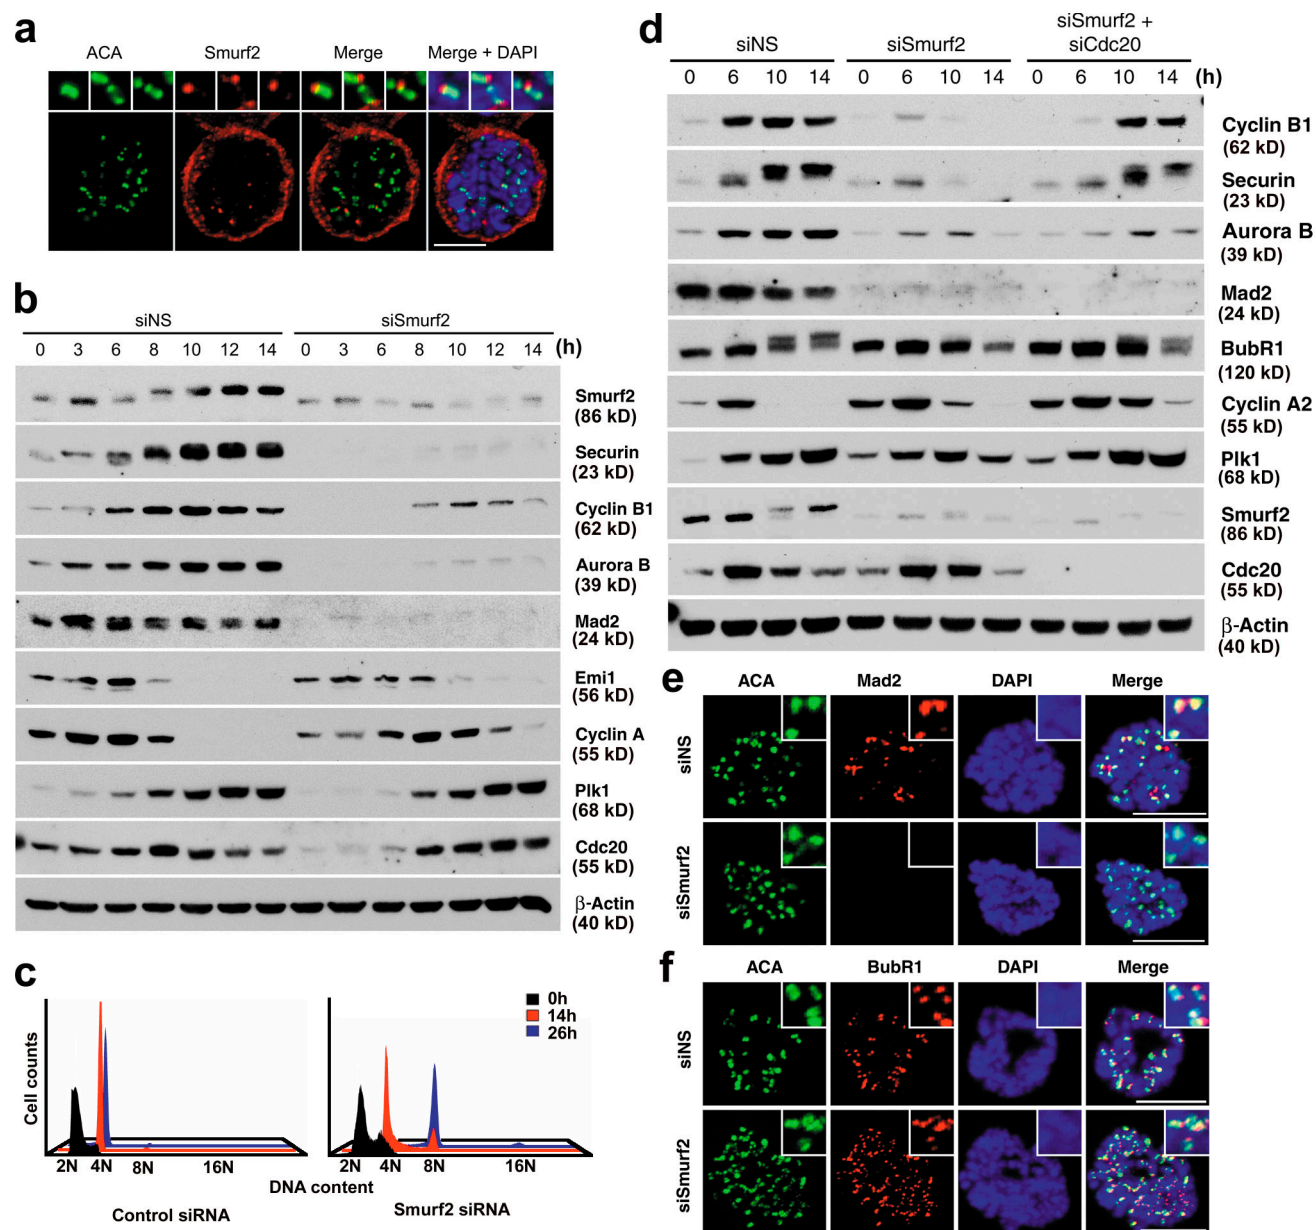 a
ACA Smurf2 Merge Merge + DAPI
b
siNS siSmurf2
0 3 6 8 10 12 14 0 3 6 8 10 12 14 (h)
Smurf2
(86 kD)
Securin
(23 kD)
Cyclin B1
(62 kD)
Aurora B
(39 kD)
Mad2
(24 kD)
Emi1
(56 kD)
Cyclin A
(55 kD)
Plk1
(68 kD)
Cdc20
(55 kD)
β-Actin
(40 kD)
c
0h
14h
26h
Cell counts
2N 4N 8N 16N 2N 4N 8N 16N
DNA content
Control siRNA Smurf2 siRNA
d
siNS siSmurf2 siSmurf2 +
siCdc20
0 6 10 14 0 6 10 14 0 6 10 14 (h)
Cyclin B1
(62 kD)
Securin
(23 kD)
Aurora B
(39 kD)
Mad2
(24 kD)
BubR1
(120 kD)
Cyclin A2
(55 kD)
Plk1
(68 kD)
Smurf2
(86 kD)
Cdc20
(55 kD)
β-Actin
(40 kD)
e
ACA Mad2 DAPI Merge
siNS
siSmurf2
f
ACA BubR1 DAPI Merge
siNS
siSmurf2